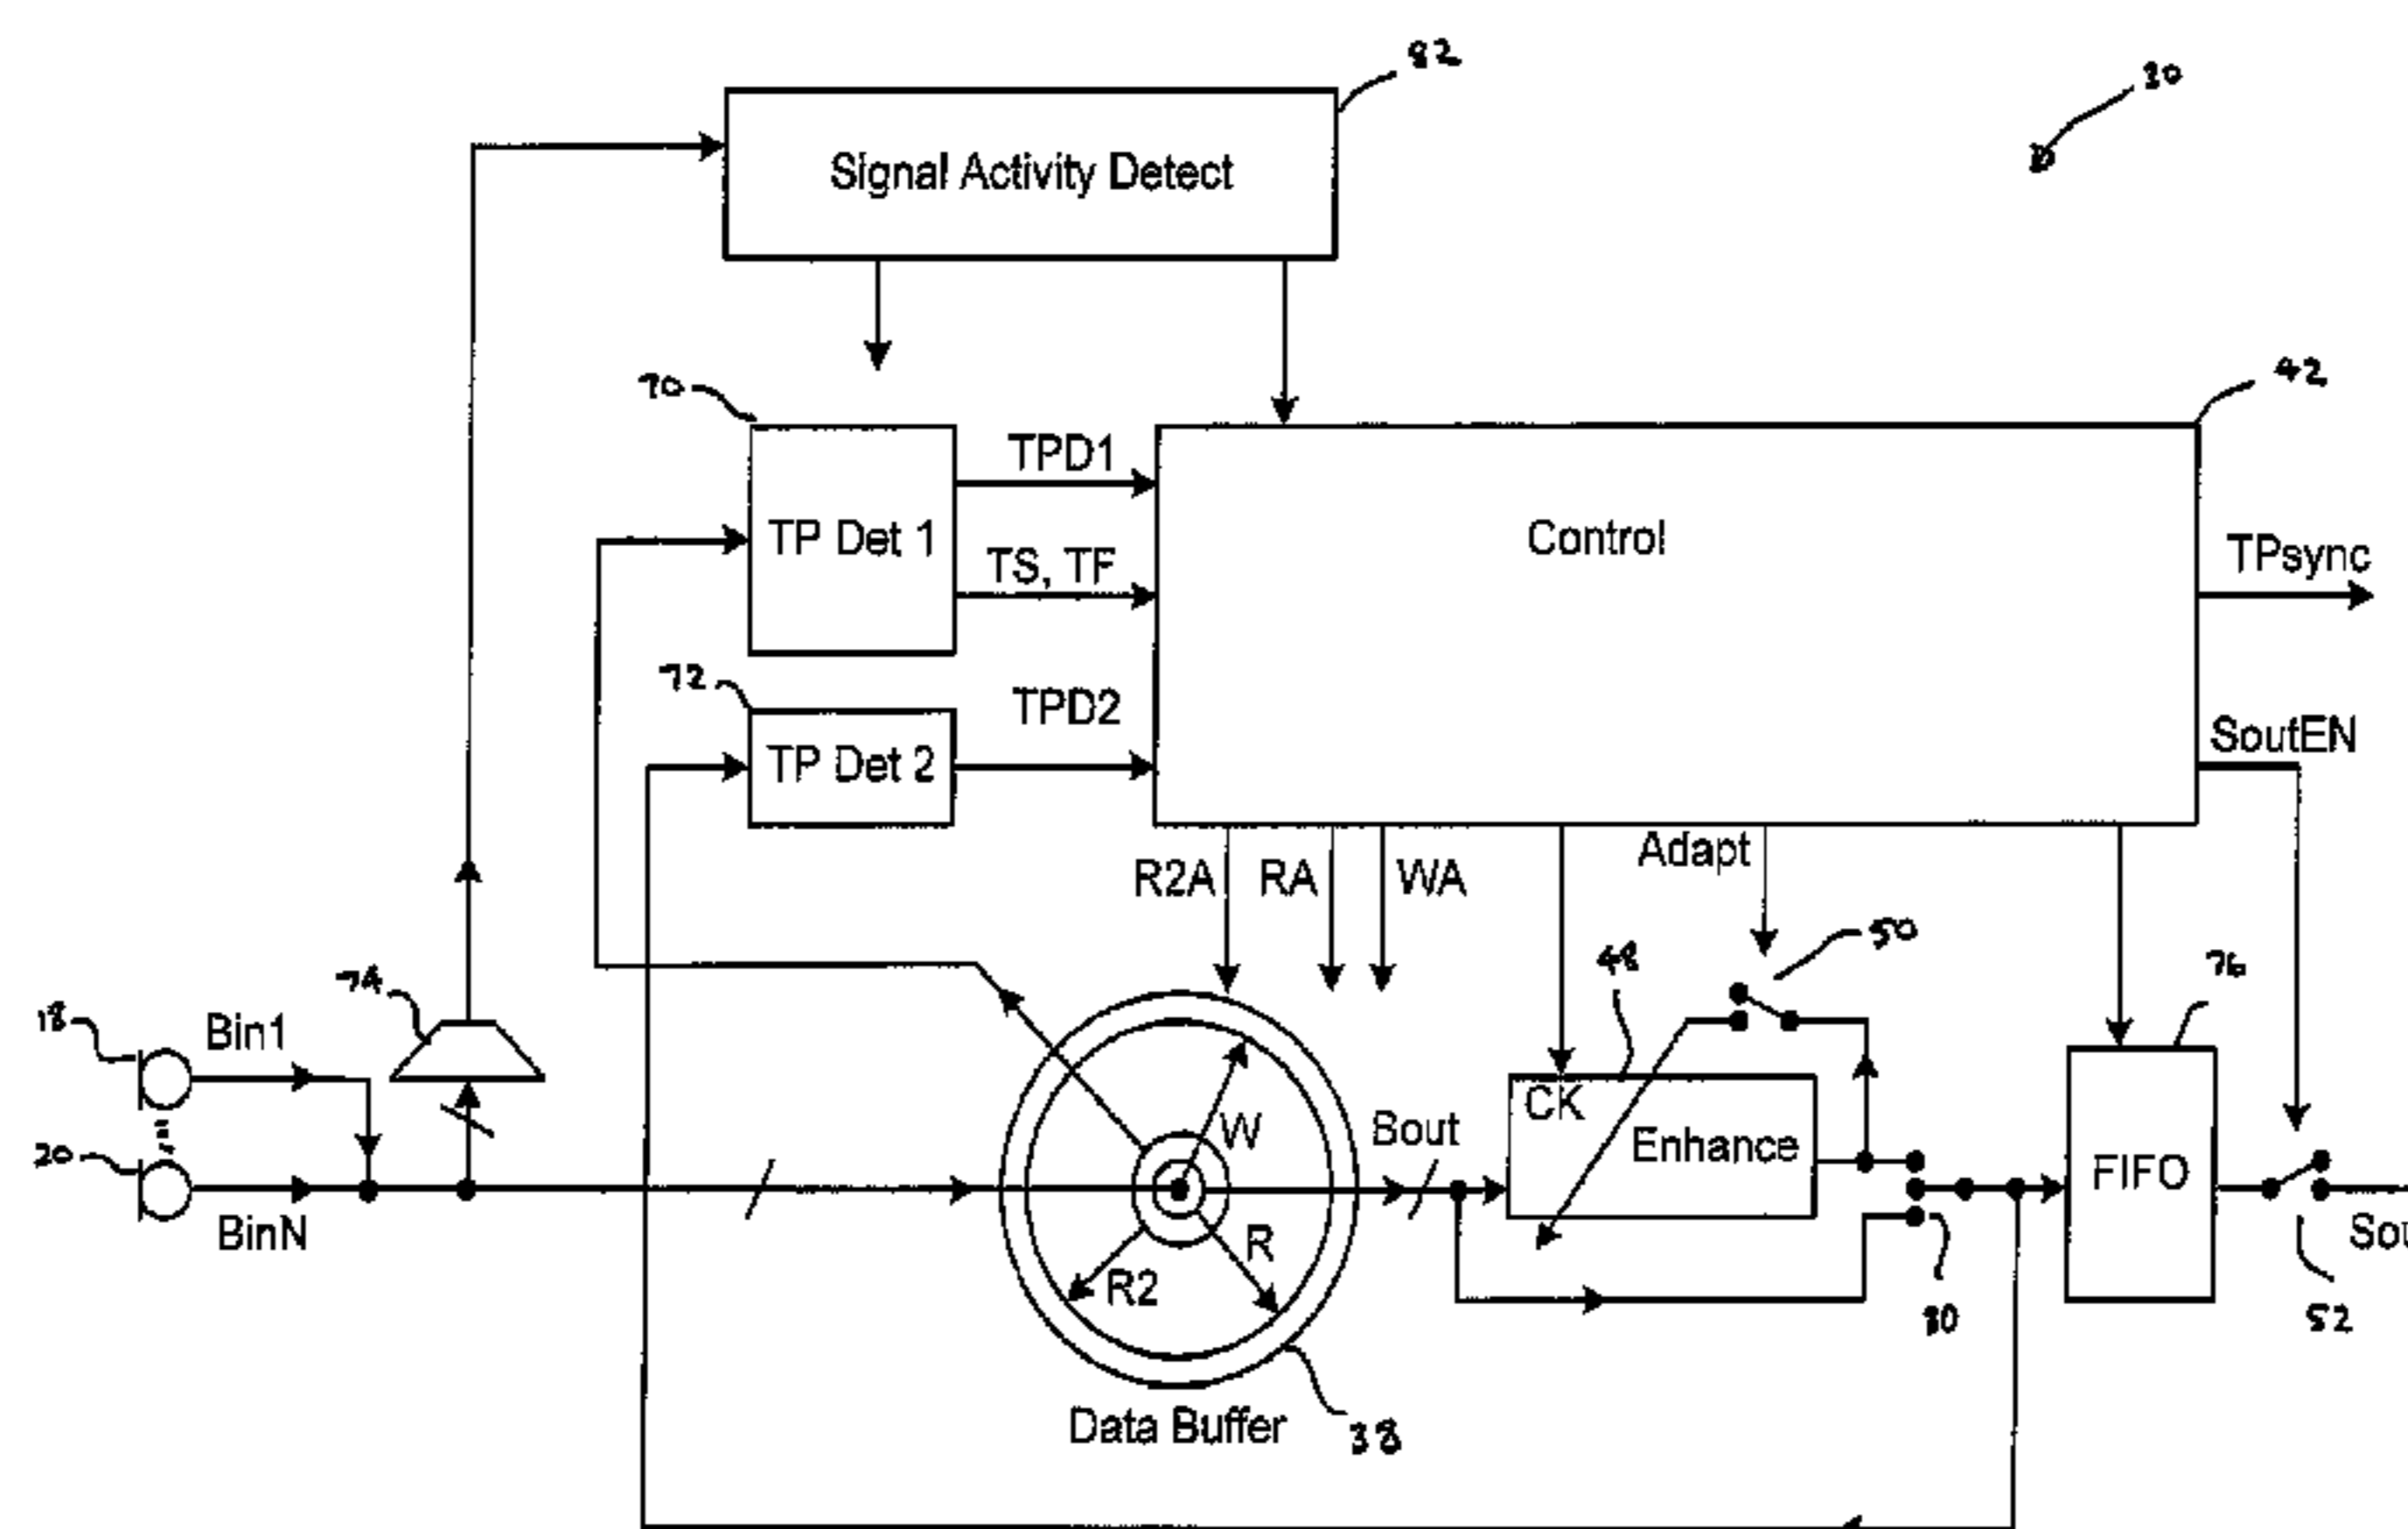 82
30
Signal Activity Detect
42
70
TPD1
TP Det 1
Control
TS, TF
TPsync
72
TPD2
TP Det 2
SoutEN
R2A
RA
WA
Adapt
50
48
76
74
18
Bin1
CK
Enhance
W
Bout
FIFO
20
BinN
R
R2
80
52
Sou
Data Buffer
38